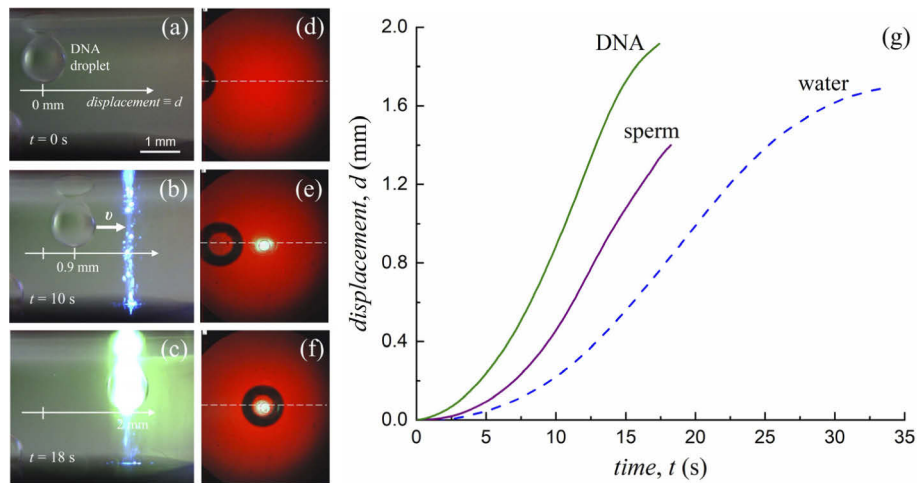 (a)
DNA
droplet
0 mm
displacement ≡ d
t = 0 s
1 mm
(b)
υ
0.9 mm
t = 10 s
(c)
2 mm
t = 18 s
(d)
(e)
(f)
(g)
DNA
water
sperm
displacement, d (mm)
2.0
1.6
1.2
0.8
0.4
0.0
0 5 10 15 20 25 30 35
time, t (s)